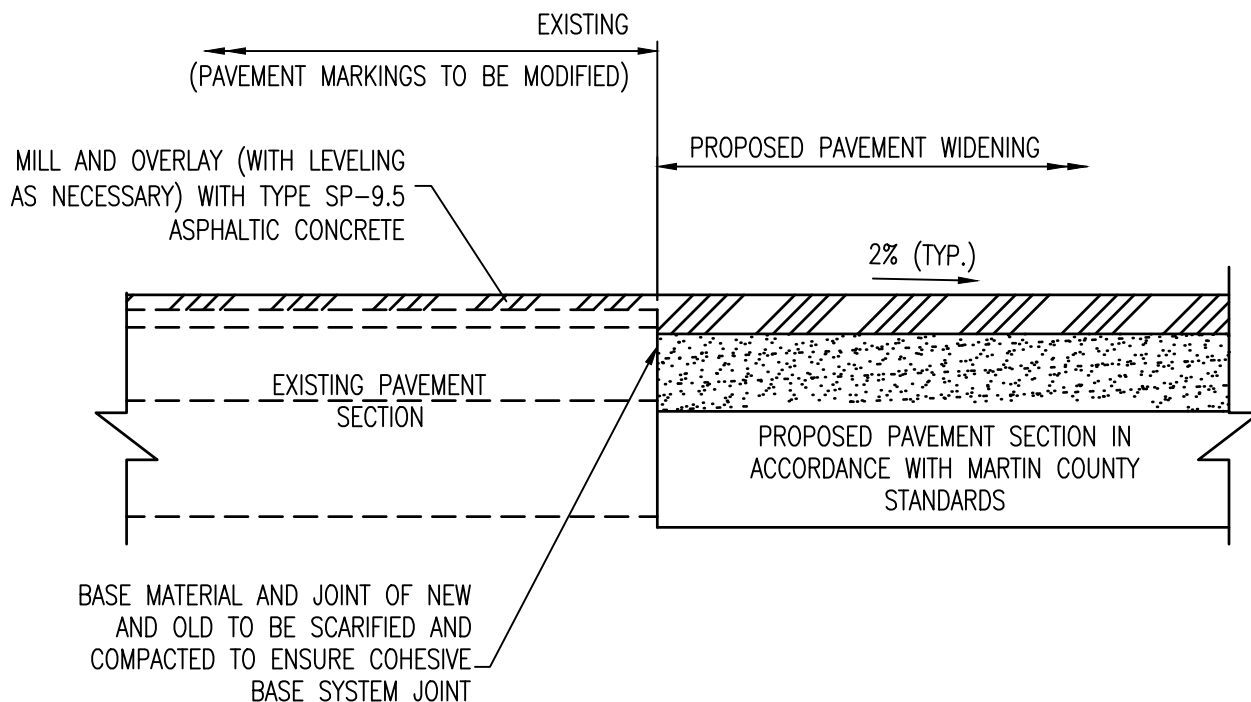 EXISTING
(PAVEMENT MARKINGS TO BE MODIFIED)
PROPOSED PAVEMENT WIDENING
MILL AND OVERLAY (WITH LEVELING
AS NECESSARY) WITH TYPE SP-9.5
ASPHALTIC CONCRETE
2% (TYP.)
EXISTING PAVEMENT
SECTION
PROPOSED PAVEMENT SECTION IN
ACCORDANCE WITH MARTIN COUNTY
STANDARDS
BASE MATERIAL AND JOINT OF NEW
AND OLD TO BE SCARIFIED AND
COMPACTED TO ENSURE COHESIVE
BASE SYSTEM JOINT